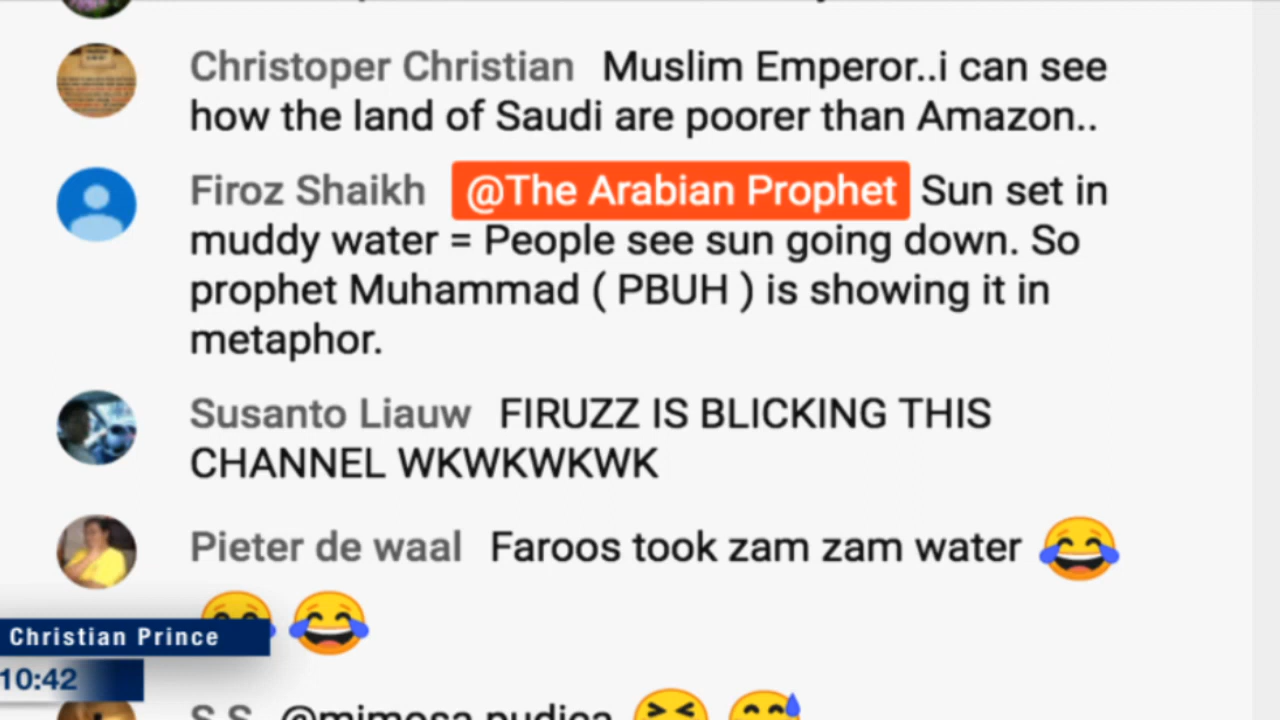 Christoper Christian Muslim Emperor..i can see
how the land of Saudi are poorer than Amazon..
Firoz Shaikh @The Arabian Prophet Sun set in
muddy water = People see sun going down. So
prophet Muhammad ( PBUH ) is showing it in
metaphor.
Susanto Liauw FIRUZZ IS BLICKING THIS
CHANNEL WKWKWKWK
Pieter de waal Faroos took zam zam water 😂
😂 😂
Christian Prince
10:42
S.S @mimosa pudica 😆 😅